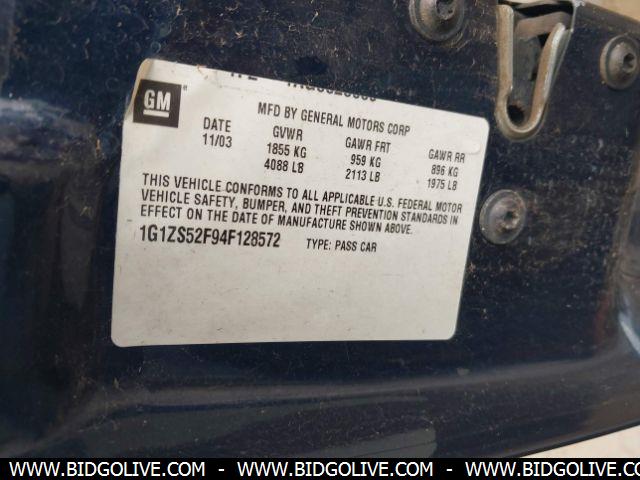 GM
MFD BY GENERAL MOTORS CORP
DATE GVWR GAWR FRT GAWR RR
11/03 1855 KG 959 KG 896 KG
4088 LB 2113 LB 1975 LB
THIS VEHICLE CONFORMS TO ALL APPLICABLE U.S. FEDERAL MOTOR
VEHICLE SAFETY, BUMPER, AND THEFT PREVENTION STANDARDS IN
EFFECT ON THE DATE OF MANUFACTURE SHOWN ABOVE.
1G1ZS52F94F128572 TYPE: PASS CAR
WWW.BIDGOLIVE.COM - WWW.BIDGOLIVE.COM - WWW.BIDGOLIVE.COM